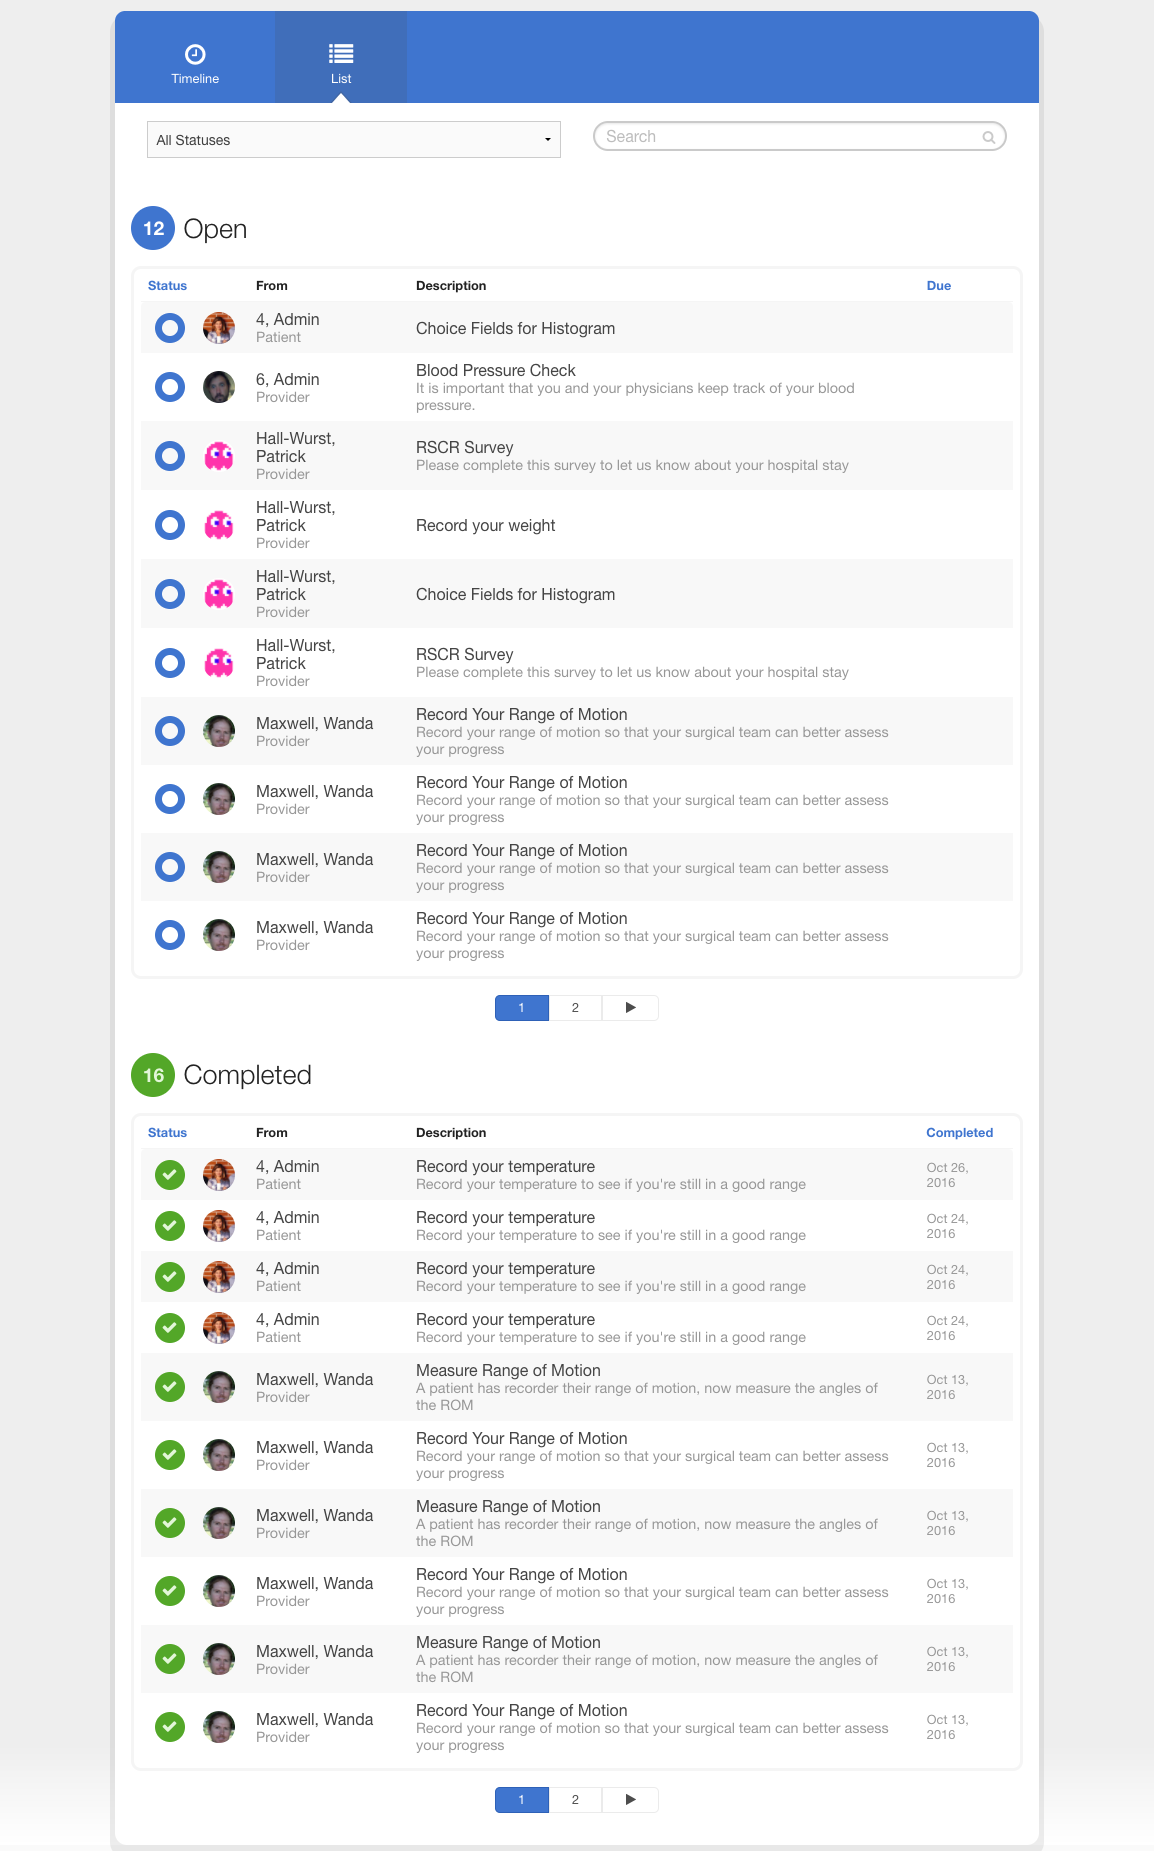 Timeline
List
All Statuses
Search
12 Open
Status From Description Due
4, Admin
Patient
Choice Fields for Histogram
6, Admin
Provider
Blood Pressure Check
It is important that you and your physicians keep track of your blood
pressure.
Hall-Wurst,
Patrick
Provider
RSCR Survey
Please complete this survey to let us know about your hospital stay
Hall-Wurst,
Patrick
Provider
Record your weight
Hall-Wurst,
Patrick
Provider
Choice Fields for Histogram
Hall-Wurst,
Patrick
Provider
RSCR Survey
Please complete this survey to let us know about your hospital stay
Maxwell, Wanda
Provider
Record Your Range of Motion
Record your range of motion so that your surgical team can better assess
your progress
Maxwell, Wanda
Provider
Record Your Range of Motion
Record your range of motion so that your surgical team can better assess
your progress
Maxwell, Wanda
Provider
Record Your Range of Motion
Record your range of motion so that your surgical team can better assess
your progress
Maxwell, Wanda
Provider
Record Your Range of Motion
Record your range of motion so that your surgical team can better assess
your progress
1 2
16 Completed
Status From Description Completed
4, Admin
Patient
Record your temperature
Record your temperature to see if you're still in a good range
Oct 26,
2016
4, Admin
Patient
Record your temperature
Record your temperature to see if you're still in a good range
Oct 24,
2016
4, Admin
Patient
Record your temperature
Record your temperature to see if you're still in a good range
Oct 24,
2016
4, Admin
Patient
Record your temperature
Record your temperature to see if you're still in a good range
Oct 24,
2016
Maxwell, Wanda
Provider
Measure Range of Motion
A patient has recorder their range of motion, now measure the angles of
the ROM
Oct 13,
2016
Maxwell, Wanda
Provider
Record Your Range of Motion
Record your range of motion so that your surgical team can better assess
your progress
Oct 13,
2016
Maxwell, Wanda
Provider
Measure Range of Motion
A patient has recorder their range of motion, now measure the angles of
the ROM
Oct 13,
2016
Maxwell, Wanda
Provider
Record Your Range of Motion
Record your range of motion so that your surgical team can better assess
your progress
Oct 13,
2016
Maxwell, Wanda
Provider
Measure Range of Motion
A patient has recorder their range of motion, now measure the angles of
the ROM
Oct 13,
2016
Maxwell, Wanda
Provider
Record Your Range of Motion
Record your range of motion so that your surgical team can better assess
your progress
Oct 13,
2016
1 2